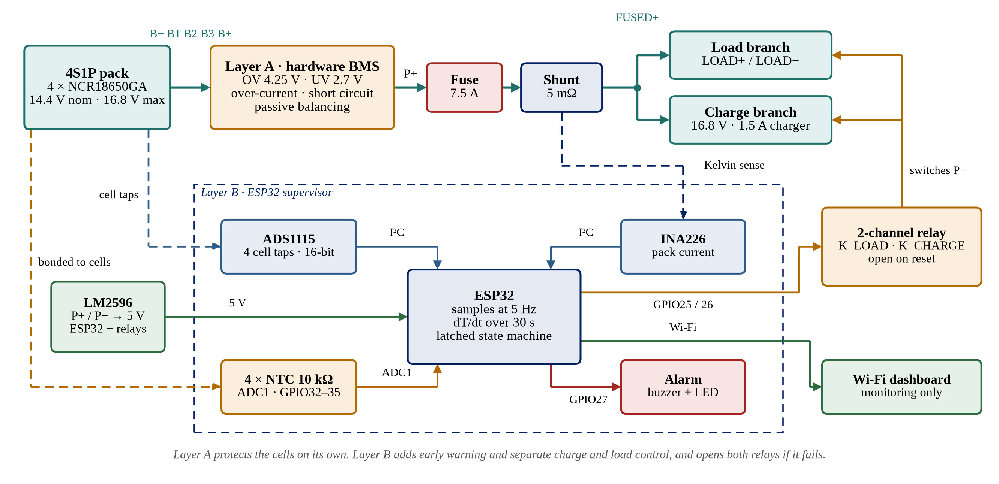 FUSED+
B− B1 B2 B3 B+
4S1P pack
4 × NCR18650GA
14.4 V nom · 16.8 V max
Layer A · hardware BMS
OV 4.25 V · UV 2.7 V
over-current · short circuit
passive balancing
P+
Fuse
7.5 A
Shunt
5 mΩ
Load branch
LOAD+ / LOAD−
Charge branch
16.8 V · 1.5 A charger
Kelvin sense
switches P−
cell taps
Layer B · ESP32 supervisor
ADS1115
4 cell taps · 16-bit
I²C
I²C
INA226
pack current
2-channel relay
K_LOAD · K_CHARGE
open on reset
bonded to cells
LM2596
P+ / P− → 5 V
ESP32 + relays
5 V
ESP32
samples at 5 Hz
dT/dt over 30 s
latched state machine
GPIO25 / 26
Wi-Fi
4 × NTC 10 kΩ
ADC1 · GPIO32–35
ADC1
GPIO27
Alarm
buzzer + LED
Wi-Fi dashboard
monitoring only
Layer A protects the cells on its own. Layer B adds early warning and separate charge and load control, and opens both relays if it fails.